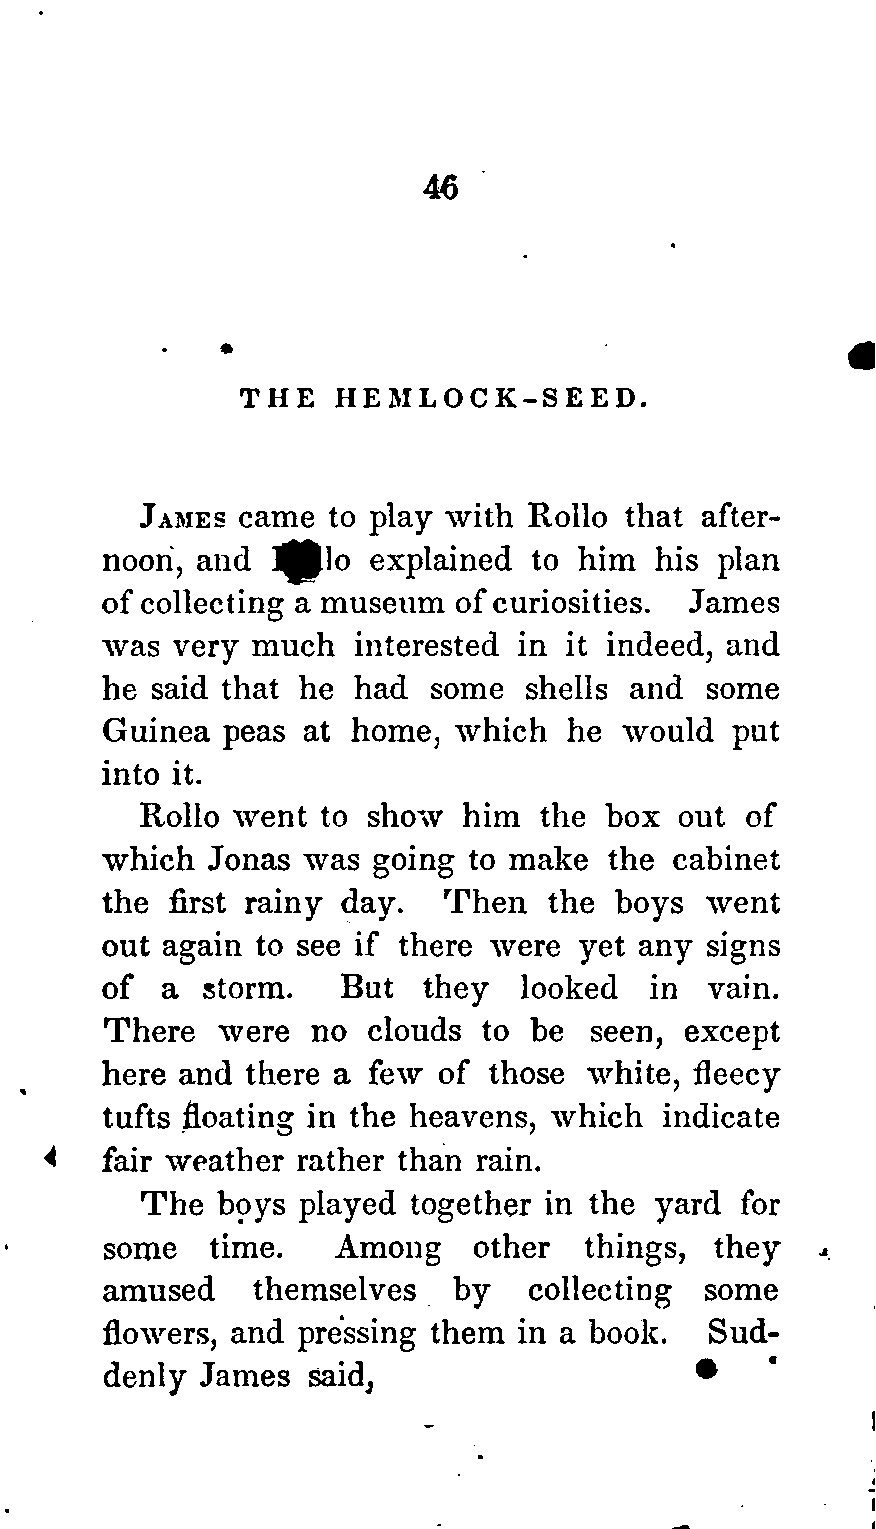 46
THE HEMLOCK-SEED.
JAMES came to play with Rollo that after-
noon, and lo explained to him his plan
of collecting a museum of curiosities. James
was very much interested in it indeed, and
he said that he had some shells and some
Guinea peas at home, which he would put
into it.
Rollo went to show him the box out of
which Jonas was going to make the cabinet
the first rainy day. Then the boys went
out again to see if there were yet any signs
of a storm. But they looked in vain.
There were no clouds to be seen, except
here and there a few of those white, fleecy
tufts floating in the heavens, which indicate
fair weather rather than rain.
The boys played together in the yard for
some time. Among other things, they
amused themselves by collecting some
flowers, and pressing them in a book. Sud-
denly James said,